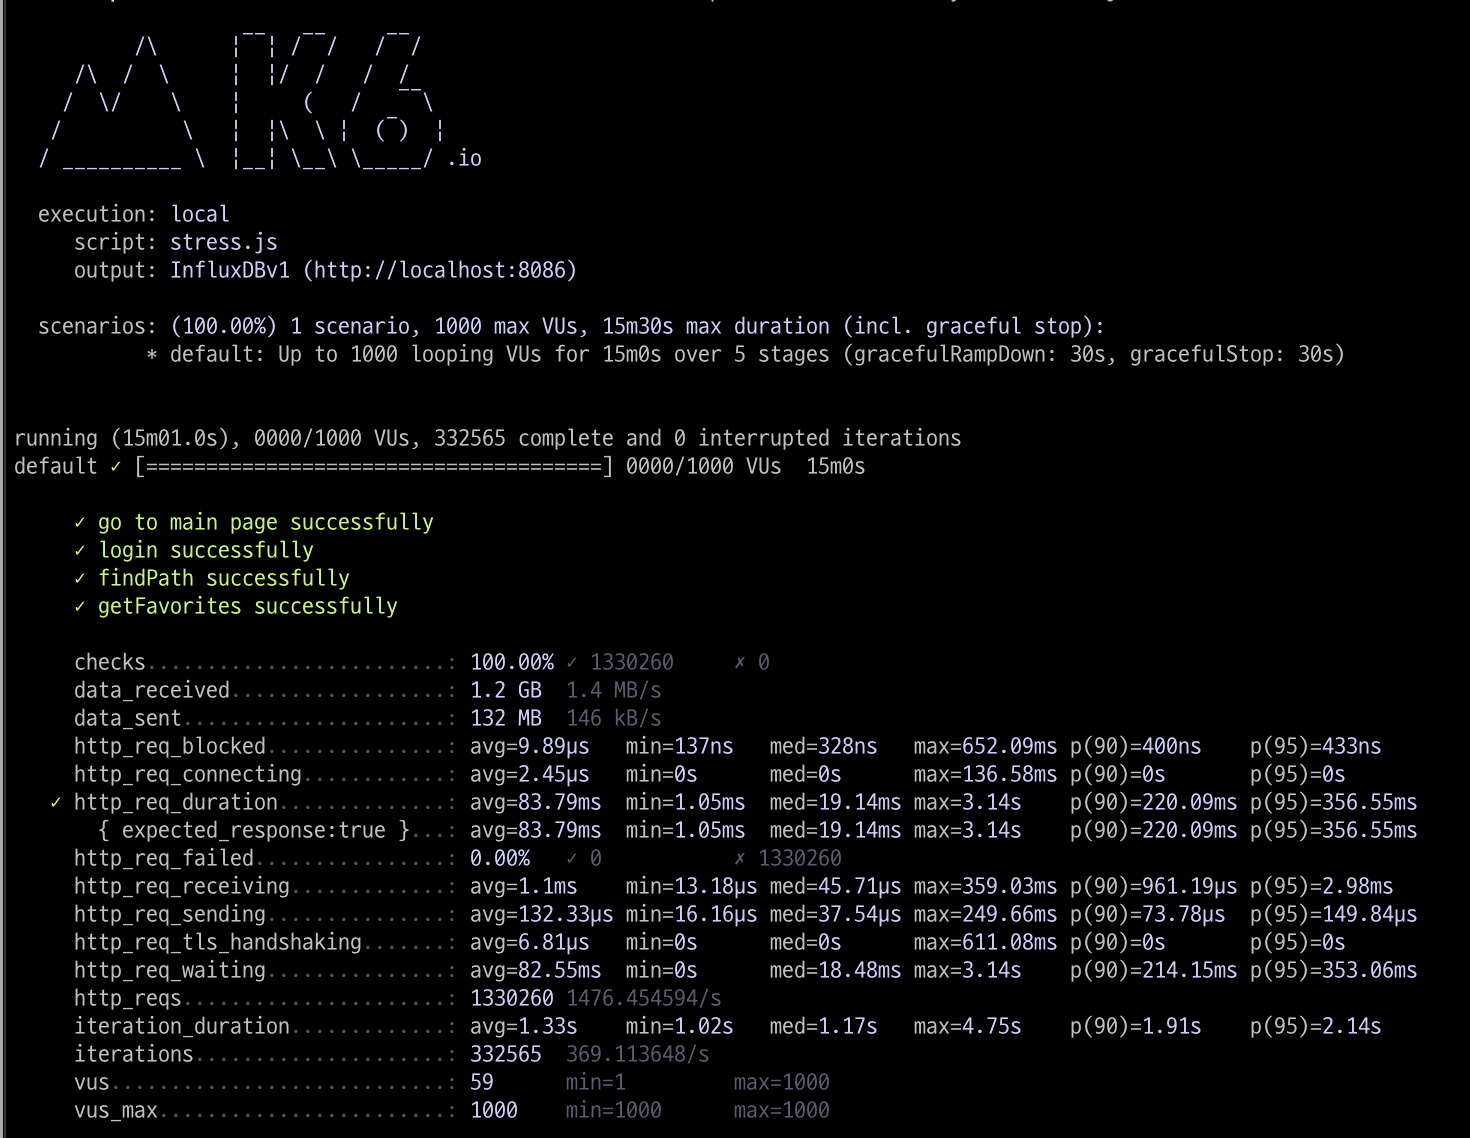 /\      |‾‾| /‾‾/   /‾‾/
/\  /  \     |  |/  /   /  /
/  \/    \    |     (   /   ‾‾\
/          \   |  |\  \ |  (‾)  |
/ __________ \  |__| \__\ \_____/ .io
execution: local
script: stress.js
output: InfluxDBv1 (http://localhost:8086)
scenarios: (100.00%) 1 scenario, 1000 max VUs, 15m30s max duration (incl. graceful stop):
* default: Up to 1000 looping VUs for 15m0s over 5 stages (gracefulRampDown: 30s, gracefulStop: 30s)
running (15m01.0s), 0000/1000 VUs, 332565 complete and 0 interrupted iterations
default ✓ [======================================] 0000/1000 VUs  15m0s
✓ go to main page successfully
✓ login successfully
✓ findPath successfully
✓ getFavorites successfully
checks.........................: 100.00% ✓ 1330260     ✗ 0
data_received..................: 1.2 GB  1.4 MB/s
data_sent......................: 132 MB  146 kB/s
http_req_blocked...............: avg=9.89µs   min=137ns   med=328ns   max=652.09ms p(90)=400ns    p(95)=433ns
http_req_connecting............: avg=2.45µs   min=0s      med=0s      max=136.58ms p(90)=0s       p(95)=0s
✓ http_req_duration..............: avg=83.79ms  min=1.05ms  med=19.14ms max=3.14s    p(90)=220.09ms p(95)=356.55ms
{ expected_response:true }...: avg=83.79ms  min=1.05ms  med=19.14ms max=3.14s    p(90)=220.09ms p(95)=356.55ms
http_req_failed................: 0.00%   ✓ 0           ✗ 1330260
http_req_receiving.............: avg=1.1ms    min=13.18µs med=45.71µs max=359.03ms p(90)=961.19µs p(95)=2.98ms
http_req_sending...............: avg=132.33µs min=16.16µs med=37.54µs max=249.66ms p(90)=73.78µs  p(95)=149.84µs
http_req_tls_handshaking.......: avg=6.81µs   min=0s      med=0s      max=611.08ms p(90)=0s       p(95)=0s
http_req_waiting...............: avg=82.55ms  min=0s      med=18.48ms max=3.14s    p(90)=214.15ms p(95)=353.06ms
http_reqs......................: 1330260 1476.454594/s
iteration_duration.............: avg=1.33s    min=1.02s   med=1.17s   max=4.75s    p(90)=1.91s    p(95)=2.14s
iterations.....................: 332565  369.113648/s
vus............................: 59      min=1         max=1000
vus_max........................: 1000    min=1000      max=1000